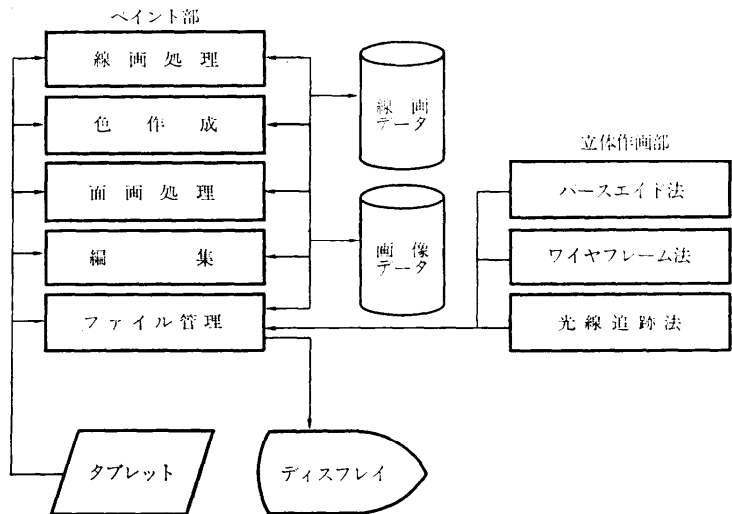 ペイント部
線画処理
色作成
面画処理
編集
ファイル管理
線画
データ
画像
データ
立体作画部
パースエイド法
ワイヤフレーム法
光線追跡法
タブレット
ディスプレイ